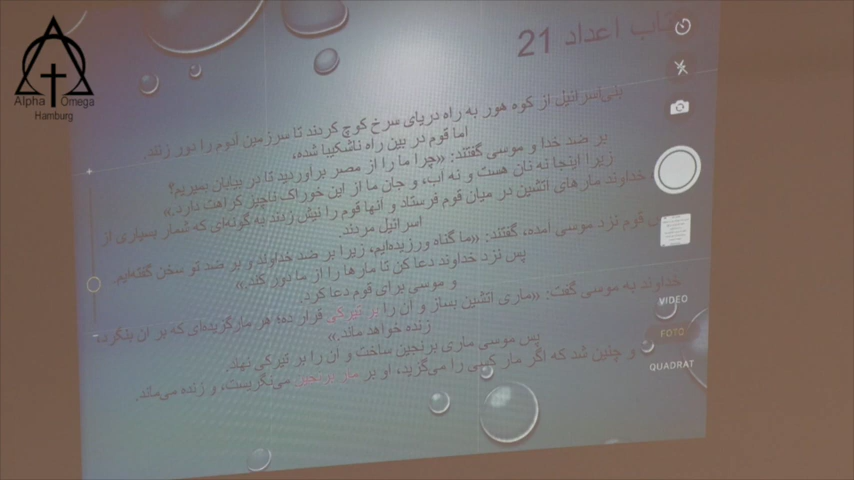 Alpha Omega
Hamburg
کتاب اعداد 21
بنی‌اسرائیل از کوه هور به راه دریای سرخ کوچ کردند تا سرزمین ادوم را دور زنند.
اما قوم در بین راه ناشکیبا شده،
بر ضد خدا و موسی گفتند: «چرا ما را از مصر برآوردید تا در بیابان بمیریم؟
زیرا اینجا نه نان هست و نه آب، و جان ما از این خوراک ناچیز کراهت دارد.»
خداوند مارهای آتشین در میان قوم فرستاد و آنها قوم را نیش زدند به گونه‌ای که شمار بسیاری از
اسرائیل مردند.
قوم نزد موسی آمده، گفتند: «ما گناه ورزیده‌ایم، زیرا بر ضد خداوند و بر ضد تو سخن گفته‌ایم
پس نزد خداوند دعا کن تا مارها را از ما دور کند.»
و موسی برای قوم دعا کرد.
خداوند به موسی گفت: «ماری آتشین بساز و آن را بر تیرکی قرار ده؛ هر مارگزیده‌ای که بر آن بنگرد،
زنده خواهد ماند.»
پس موسی ماری برنجین ساخت و آن را بر تیرکی نهاد.
و چنین شد که اگر مار کسی را می‌گزید، او بر مار برنجین می‌نگریست، و زنده می‌ماند.
VIDEO
FOTO
QUADRAT